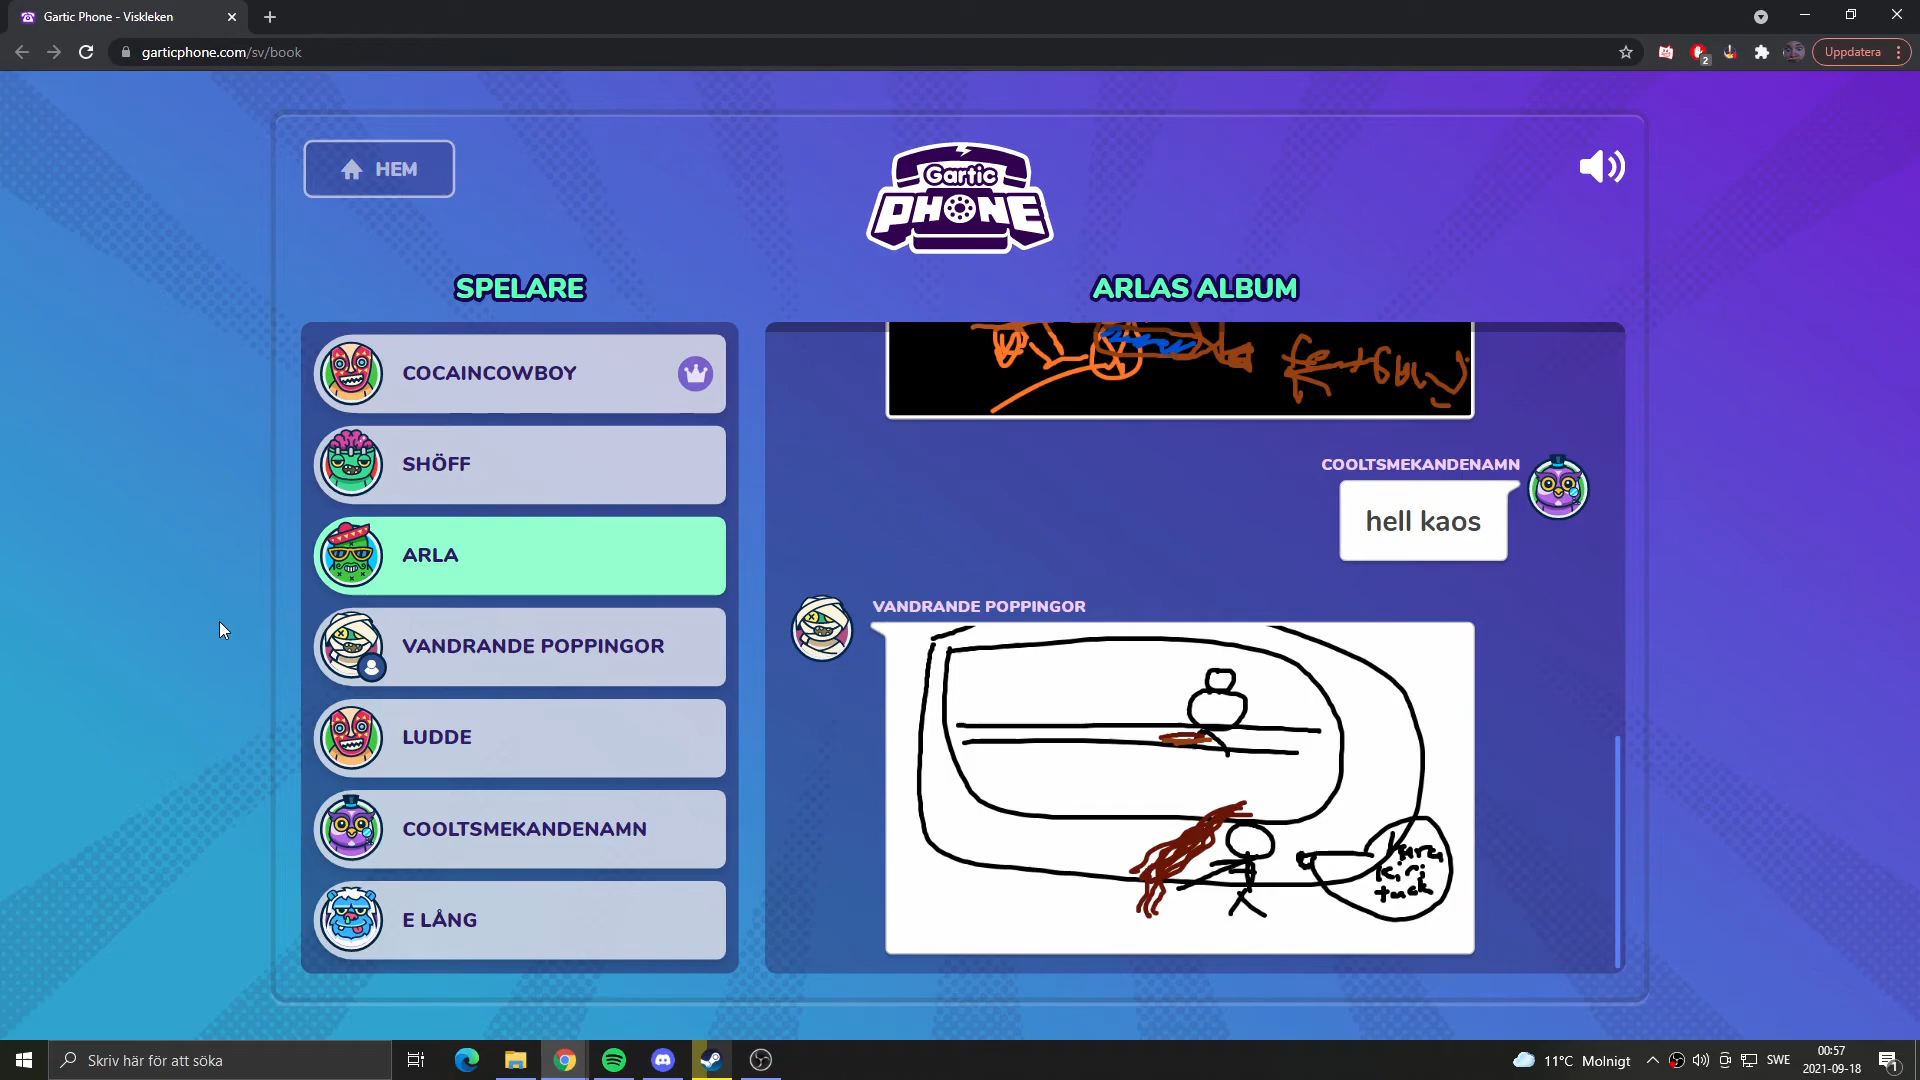 Gartic Phone - Viskleken
garticphone.com/sv/book
2
Uppdatera
HEM
Gartic
PHONE
SPELARE
ARLAS ALBUM
COCAINCOWBOY
SHÖFF
ARLA
VANDRANDE POPPINGOR
LUDDE
COOLTSMEKANDENAMN
E LÅNG
COOLTSMEKANDENAMN
hell kaos
VANDRANDE POPPINGOR
Skriv här för att söka
11°C Molnigt
SWE
00:57
2021-09-18
1